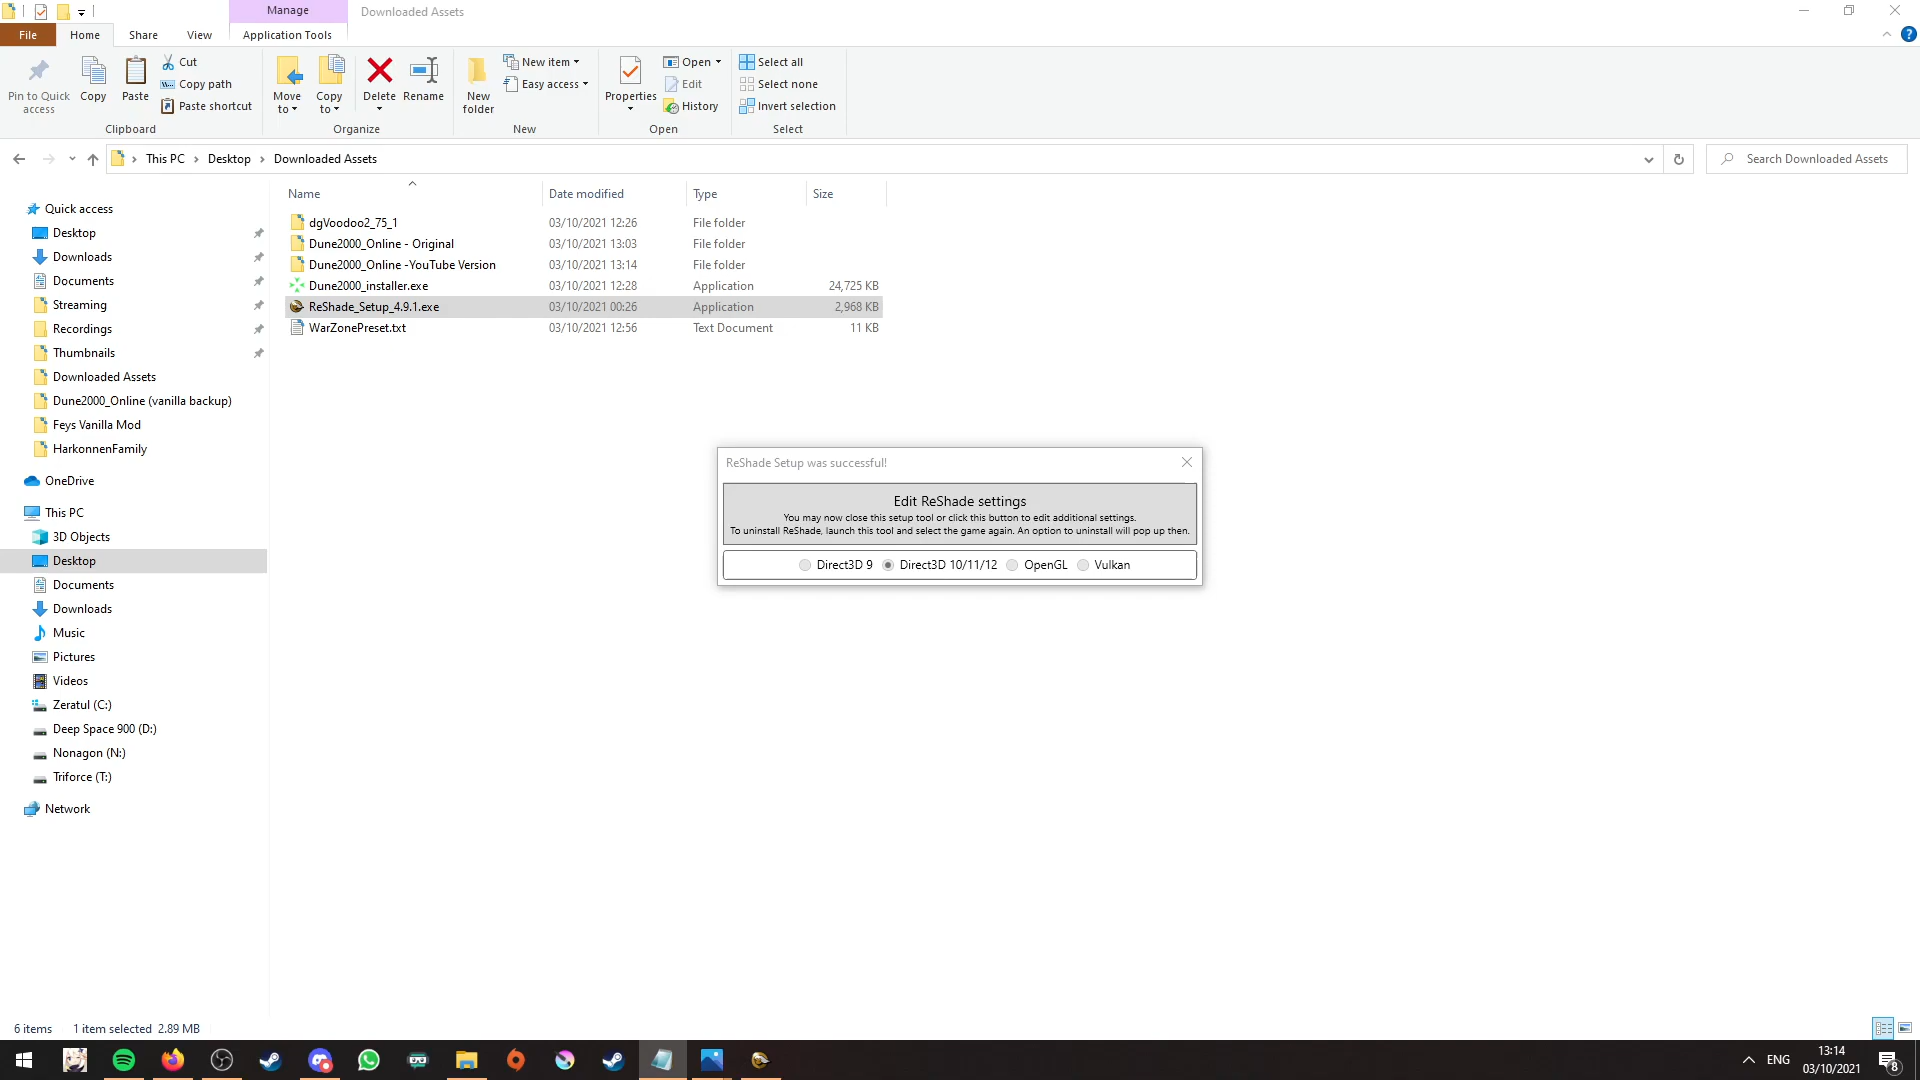 Manage
Downloaded Assets
File
Home
Share
View
Application Tools
?
Pin to Quick
access
Copy
Paste
Cut
Copy path
Paste shortcut
Clipboard
Move
to
Copy
to
Delete
Rename
Organize
New
folder
New item
Easy access
New
Properties
Open
Edit
History
Open
Select all
Select none
Invert selection
Select
This PC
Desktop
Downloaded Assets
Search Downloaded Assets
Quick access
Desktop
Downloads
Documents
Streaming
Recordings
Thumbnails
Downloaded Assets
Dune2000_Online (vanilla backup)
Feys Vanilla Mod
HarkonnenFamily
OneDrive
This PC
3D Objects
Desktop
Documents
Downloads
Music
Pictures
Videos
Zeratul (C:)
Deep Space 900 (D:)
Nonagon (N:)
Triforce (T:)
Network
Name Date modified Type Size
dgVoodoo2_75_1 03/10/2021 12:26 File folder
Dune2000_Online - Original 03/10/2021 13:03 File folder
Dune2000_Online -YouTube Version 03/10/2021 13:14 File folder
Dune2000_installer.exe 03/10/2021 12:28 Application 24,725 KB
ReShade_Setup_4.9.1.exe 03/10/2021 00:26 Application 2,968 KB
WarZonePreset.txt 03/10/2021 12:56 Text Document 11 KB
ReShade Setup was successful!
Edit ReShade settings
You may now close this setup tool or click this button to edit additional settings.
To uninstall ReShade, launch this tool and select the game again. An option to uninstall will pop up then.
Direct3D 9 Direct3D 10/11/12 OpenGL Vulkan
6 items 1 item selected 2.89 MB
ENG
13:14
03/10/2021
8